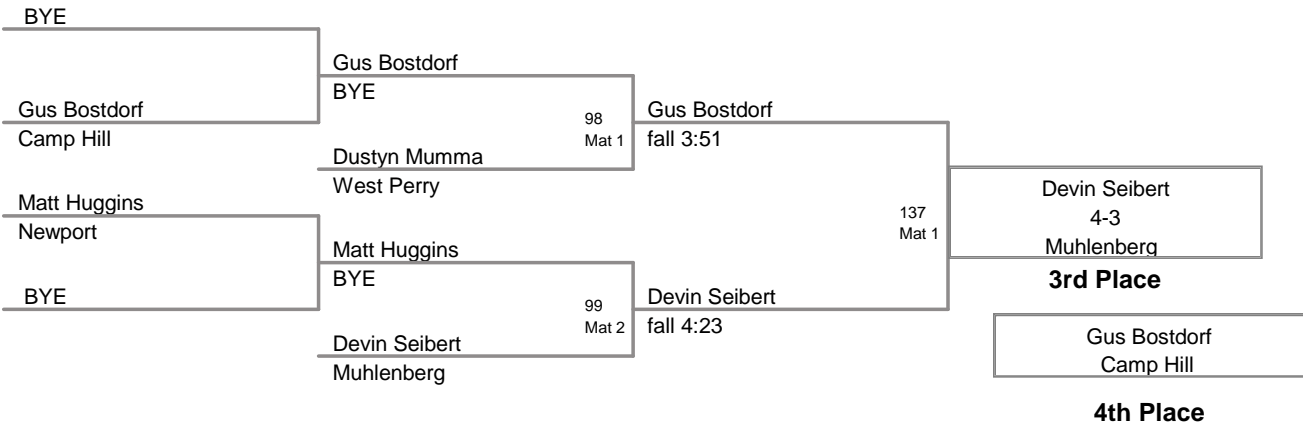 BYE
Gus Bostdorf
BYE
Gus Bostdorf
Camp Hill
98
Mat 1
Gus Bostdorf
fall 3:51
Dustyn Mumma
West Perry
Matt Huggins
Newport
137
Mat 1
Devin Seibert
4-3
Muhlenberg
3rd Place
Matt Huggins
BYE
BYE
99
Mat 2
Devin Seibert
fall 4:23
Devin Seibert
Muhlenberg
Gus Bostdorf
Camp Hill
4th Place